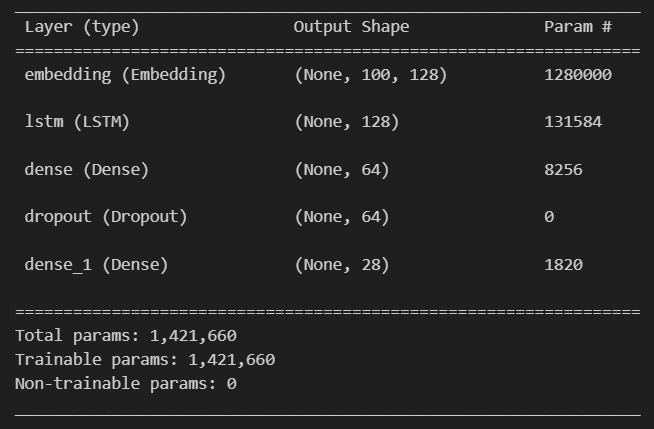 Layer (type) Output Shape Param #
=================================================================
embedding (Embedding) (None, 100, 128) 1280000
lstm (LSTM) (None, 128) 131584
dense (Dense) (None, 64) 8256
dropout (Dropout) (None, 64) 0
dense_1 (Dense) (None, 28) 1820
=================================================================
Total params: 1,421,660
Trainable params: 1,421,660
Non-trainable params: 0